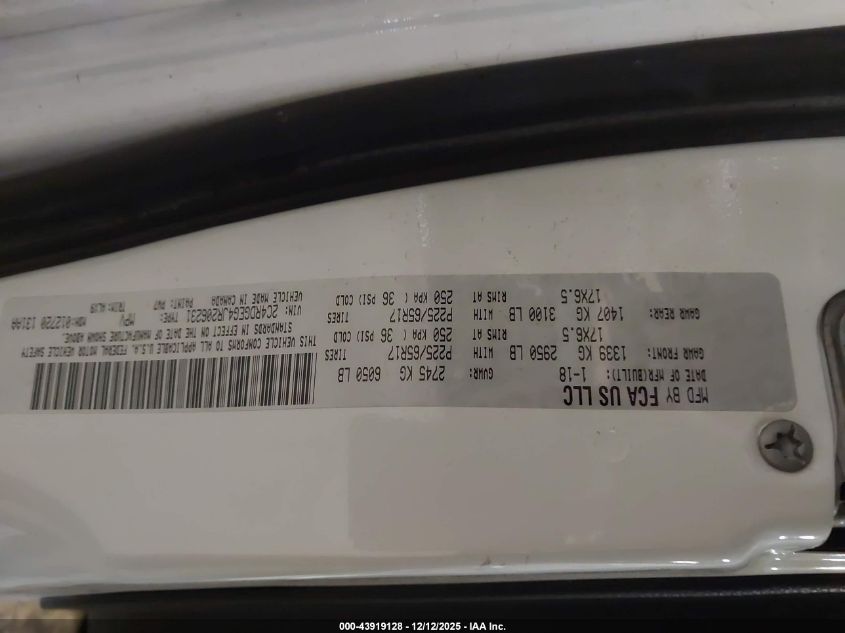 MFD BY FCA US LLC
DATE OF MFR(BUILT): 1-18 GVWR: 2745 KG 6050 LB
GAWR FRONT: 1339 KG 2950 LB WITH P225/65R17 TIRES
17X6.5 RIMS AT 250 KPA ( 36 PSI) COLD
GAWR REAR: 1407 KG 3100 LB WITH P225/65R17 TIRES
17X6.5 RIMS AT 250 KPA ( 36 PSI) COLD
THIS VEHICLE CONFORMS TO ALL APPLICABLE U.S.A. FEDERAL MOTOR VEHICLE SAFETY
STANDARDS IN EFFECT ON THE DATE OF MANUFACTURE SHOWN ABOVE.
VIN: TYPE: MPV MDH:012720 131AA
VEHICLE MADE IN CANADA PAINT: PW7 TRIM:
000-43919128 - 12/12/2025 - IAA Inc.